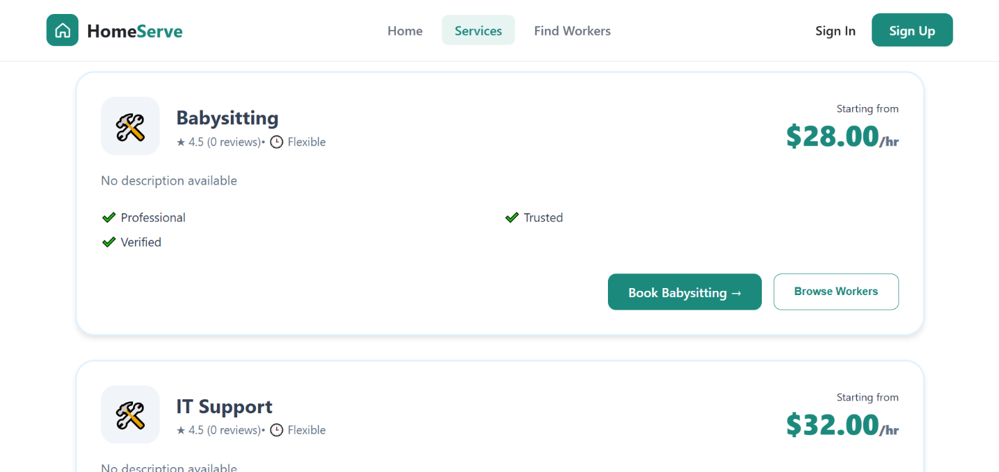 HomeServe
Home
Services
Find Workers
Sign In
Sign Up
Babysitting
★ 4.5 (0 reviews)• Flexible
Starting from
$28.00/hr
No description available
Professional
Trusted
Verified
Book Babysitting →
Browse Workers
IT Support
★ 4.5 (0 reviews)• Flexible
Starting from
$32.00/hr
No description available